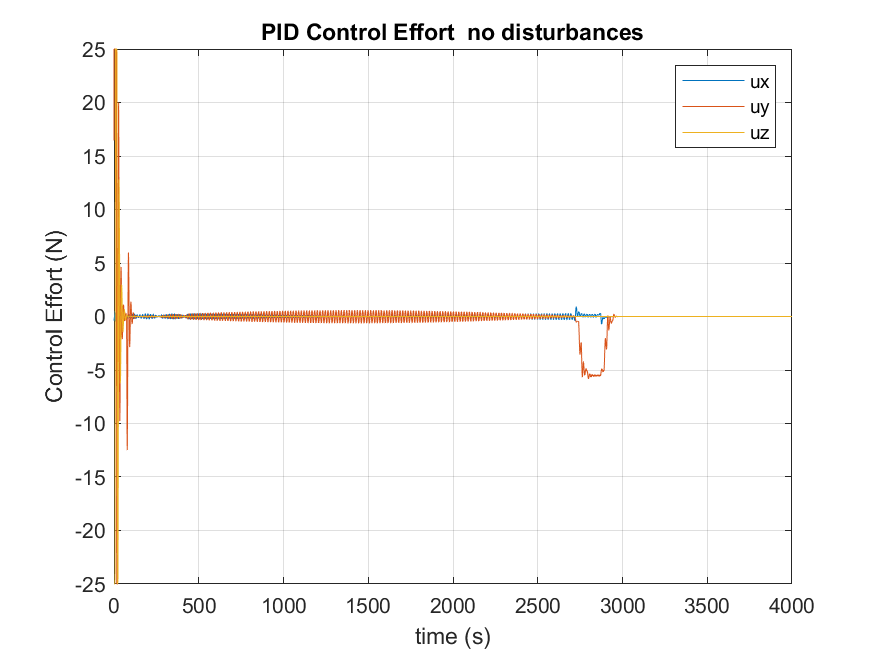 PID Control Effort  no disturbances
25
20
15
10
5
0
-5
-10
-15
-20
-25
Control Effort (N)
ux
uy
uz
0 500 1000 1500 2000 2500 3000 3500 4000
time (s)